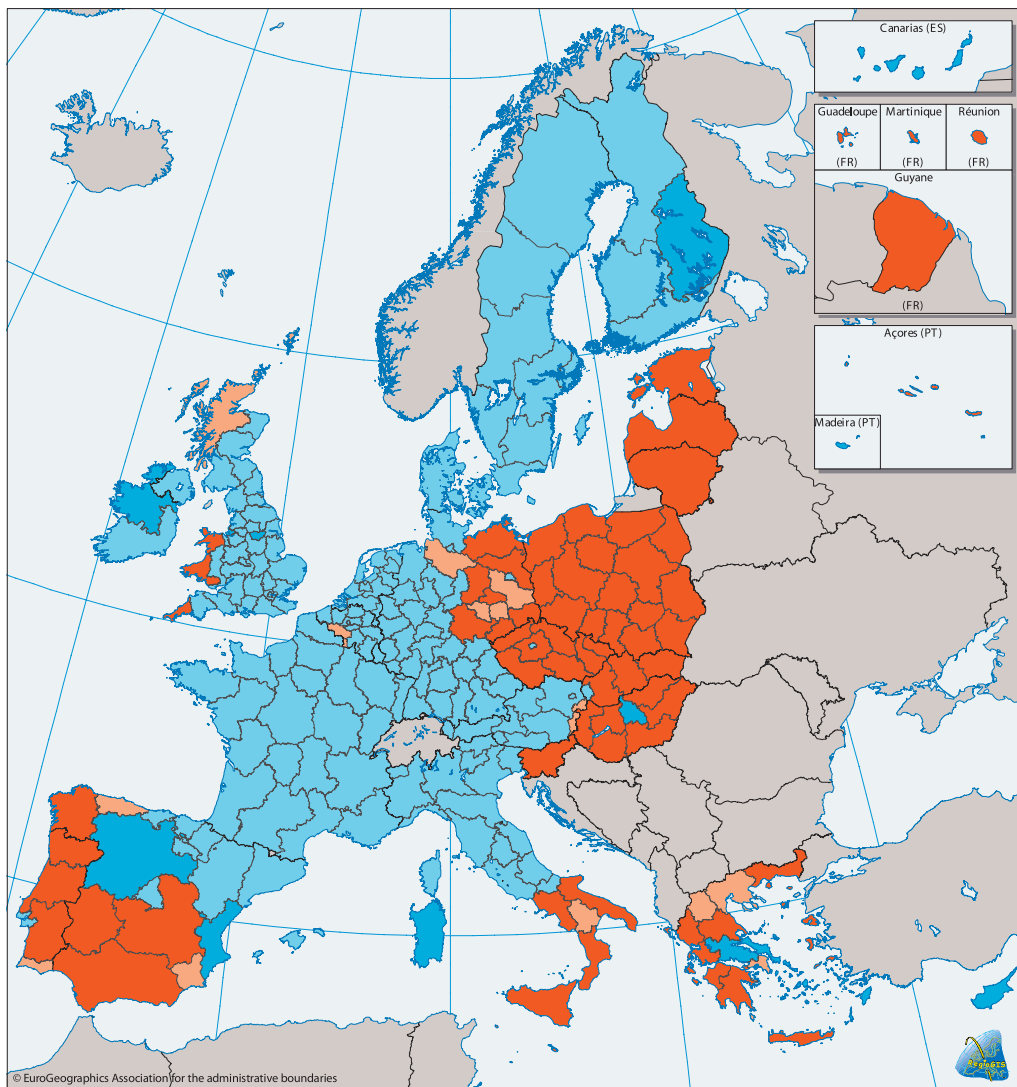 Canarias (ES)
Guadeloupe
Martinique
Réunion
(FR)
(FR)
(FR)
Guyane
(FR)
Açores (PT)
Madeira (PT)
RegioGIS
© EuroGeographics Association for the administrative boundaries